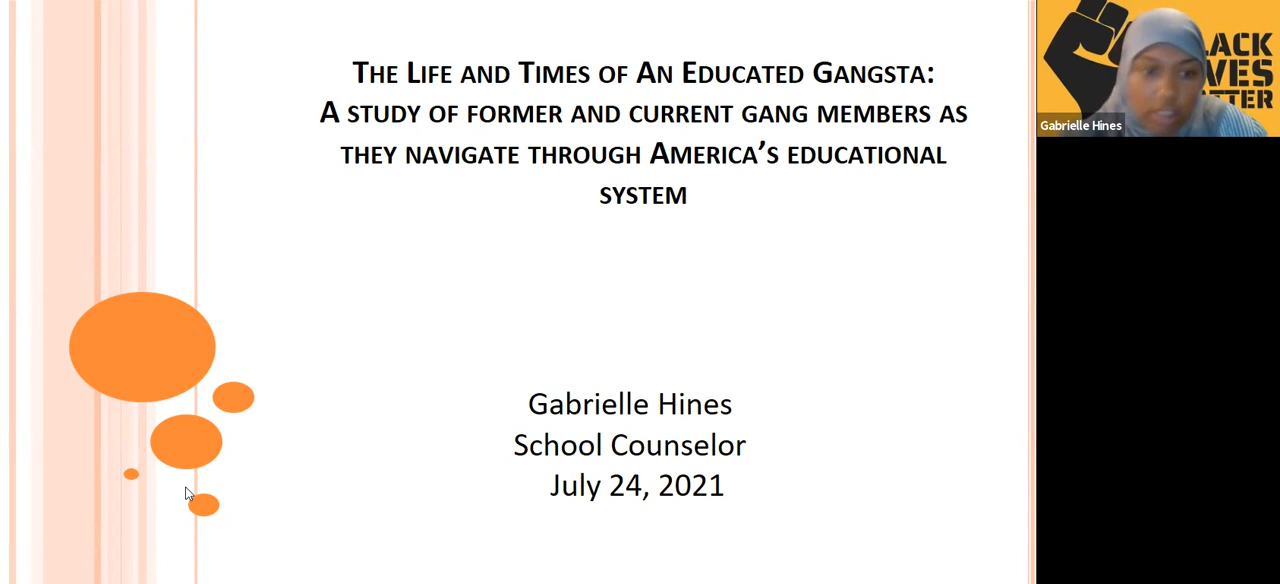 THE LIFE AND TIMES OF AN EDUCATED GANGSTA:
A STUDY OF FORMER AND CURRENT GANG MEMBERS AS
THEY NAVIGATE THROUGH AMERICA'S EDUCATIONAL
SYSTEM
Gabrielle Hines
School Counselor
July 24, 2021
LACK
VES
TTER
Gabrielle Hines